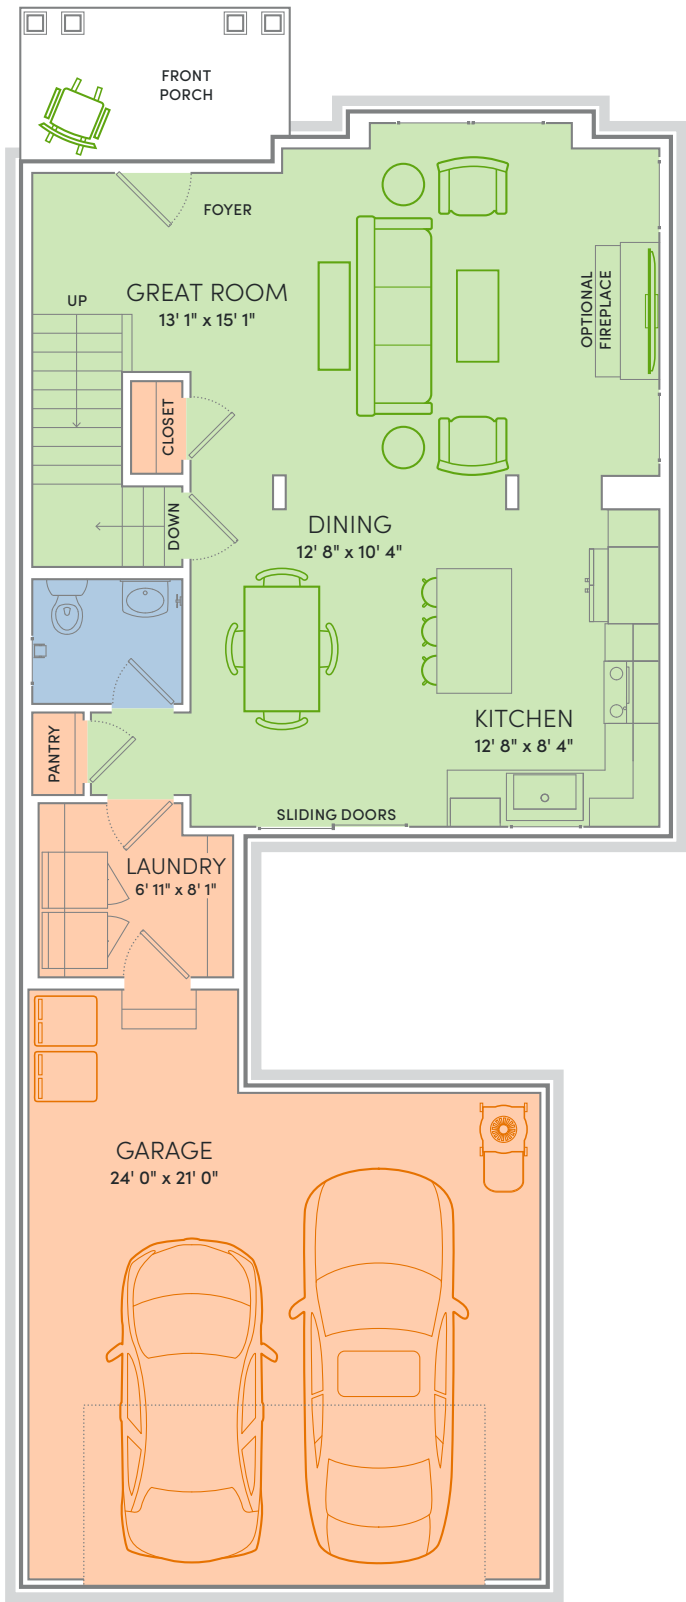 FRONT
PORCH
FOYER
GREAT ROOM
13' 1" x 15' 1"
UP
OPTIONAL
FIREPLACE
CLOSET
DOWN
DINING
12' 8" x 10' 4"
KITCHEN
12' 8" x 8' 4"
PANTRY
SLIDING DOORS
LAUNDRY
6' 11" x 8' 1"
GARAGE
24' 0" x 21' 0"